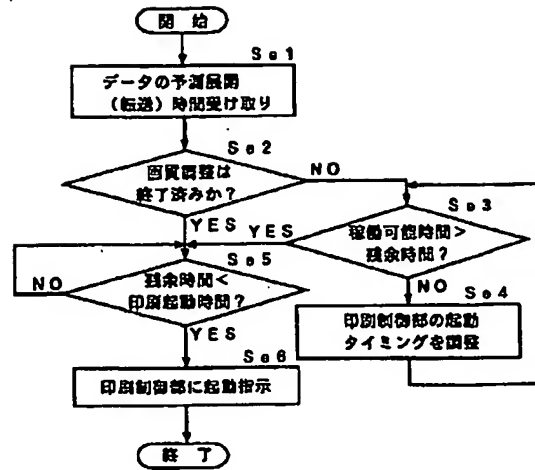 開 始
Se1
データの予測展開
（転送）時間受け取り
Se2
画質調整は
終了済みか？
NO
YES
Se3
稼働可能時間＞
残余時間？
YES
NO
Se4
印刷制御部の起動
タイミングを調整
Se5
残余時間＜
印刷起動時間？
NO
YES
Se6
印刷制御部に起動指示
終 了